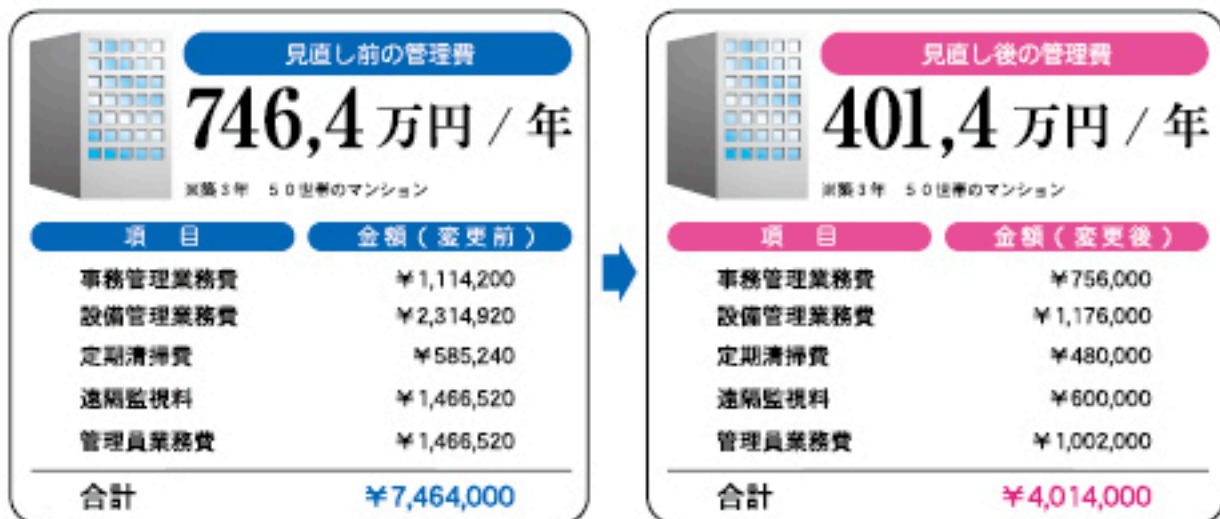 見直し前の管理費
746,4万円 / 年
※築3年 50世帯のマンション
項 目 金額(変更前)
事務管理業務費 ¥1,114,200
設備管理業務費 ¥2,314,920
定期清掃費 ¥585,240
遠隔監視料 ¥1,466,520
管理員業務費 ¥1,466,520
合計 ¥7,464,000
見直し後の管理費
401,4万円 / 年
※築3年 50世帯のマンション
項 目 金額(変更後)
事務管理業務費 ¥756,000
設備管理業務費 ¥1,176,000
定期清掃費 ¥480,000
遠隔監視料 ¥600,000
管理員業務費 ¥1,002,000
合計 ¥4,014,000